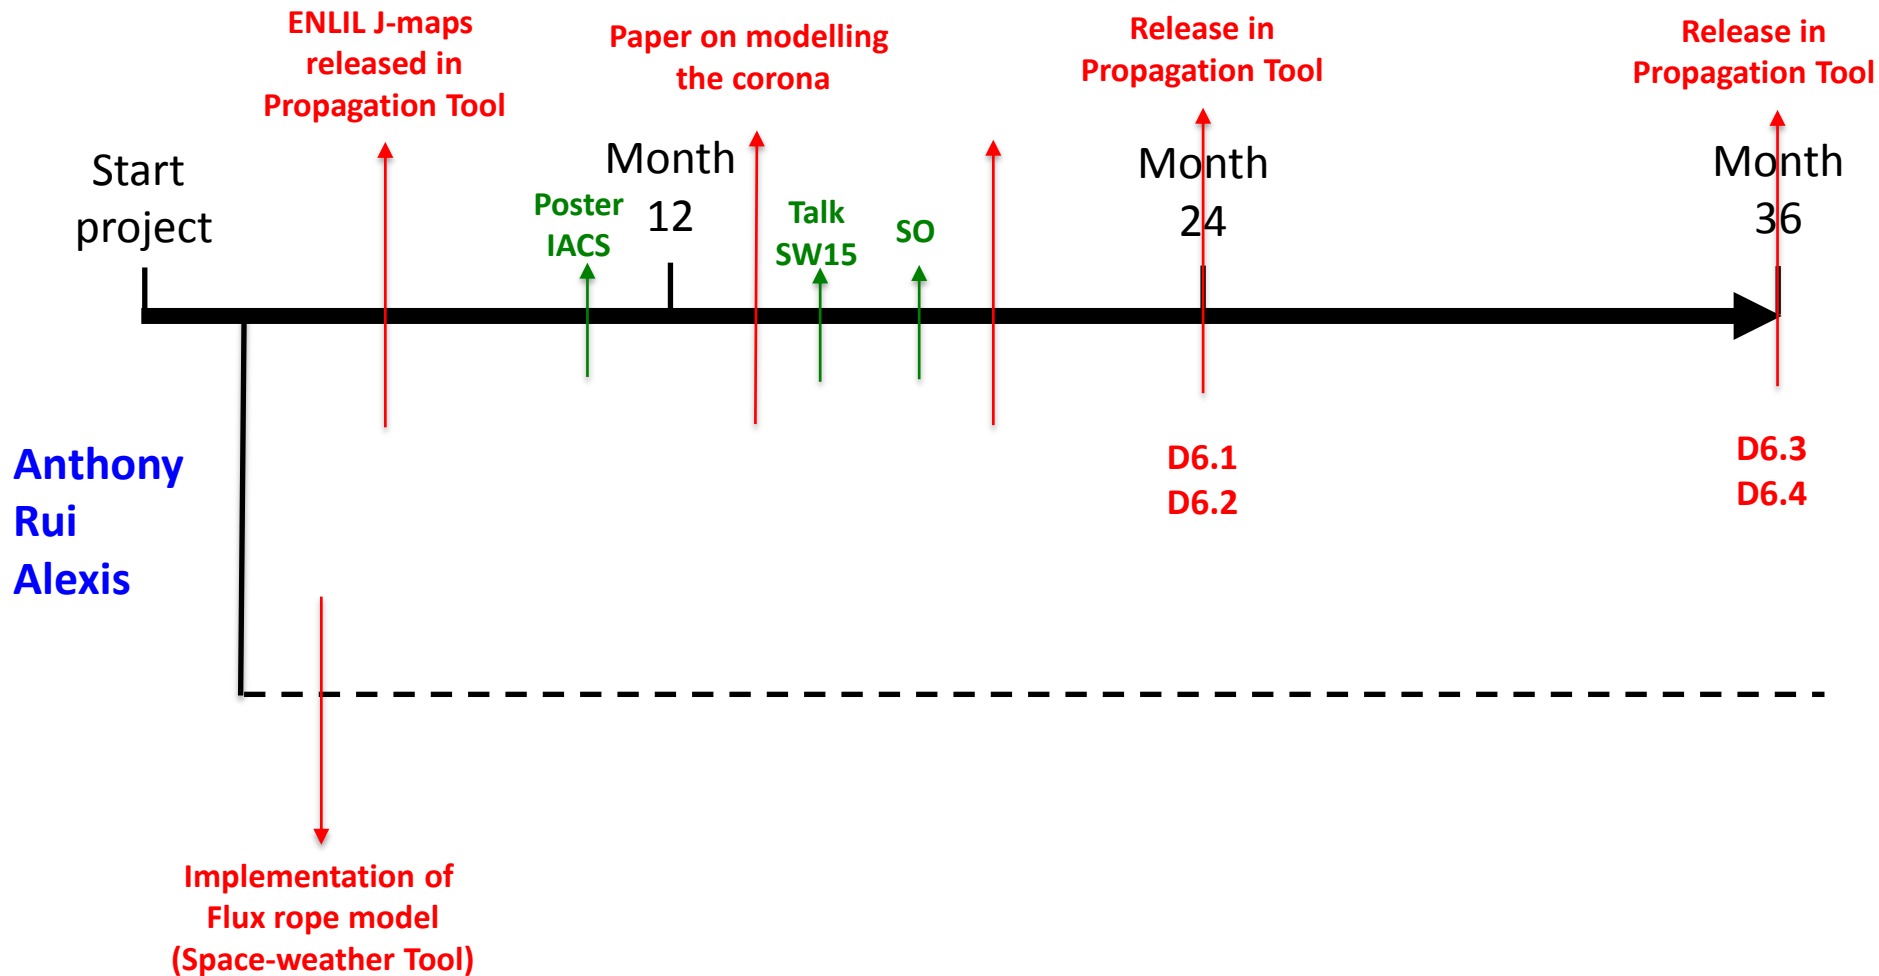 ENLIL J-maps
released in
Propagation Tool
Paper on modelling
the corona
Release in
Propagation Tool
Release in
Propagation Tool
Start
project
Month
12
Month
24
Month
36
Poster
IACS
Talk
SW15
SO
Anthony
Rui
Alexis
D6.1
D6.2
D6.3
D6.4
Implementation of
Flux rope model
(Space-weather Tool)